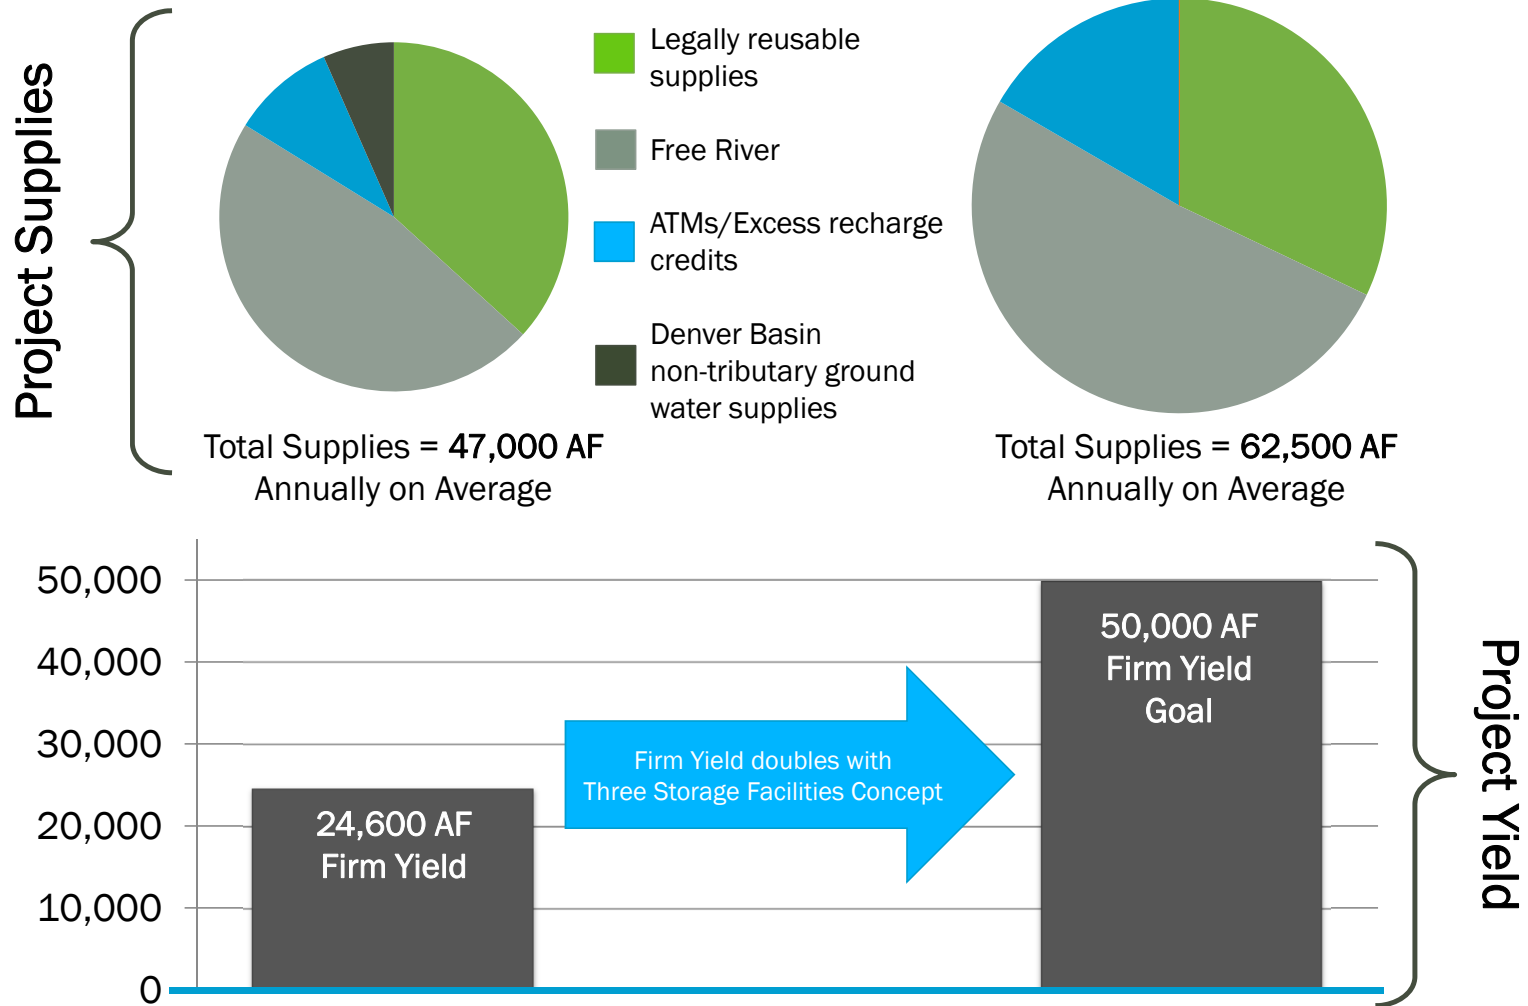 Project Supplies
Legally reusable
supplies
Free River
ATMs/Excess recharge
credits
Denver Basin
non-tributary ground
water supplies
Total Supplies = 47,000 AF
Annually on Average
Total Supplies = 62,500 AF
Annually on Average
50,000
40,000
30,000
20,000
10,000
0
24,600 AF
Firm Yield
Firm Yield doubles with
Three Storage Facilities Concept
50,000 AF
Firm Yield
Goal
Project Yield